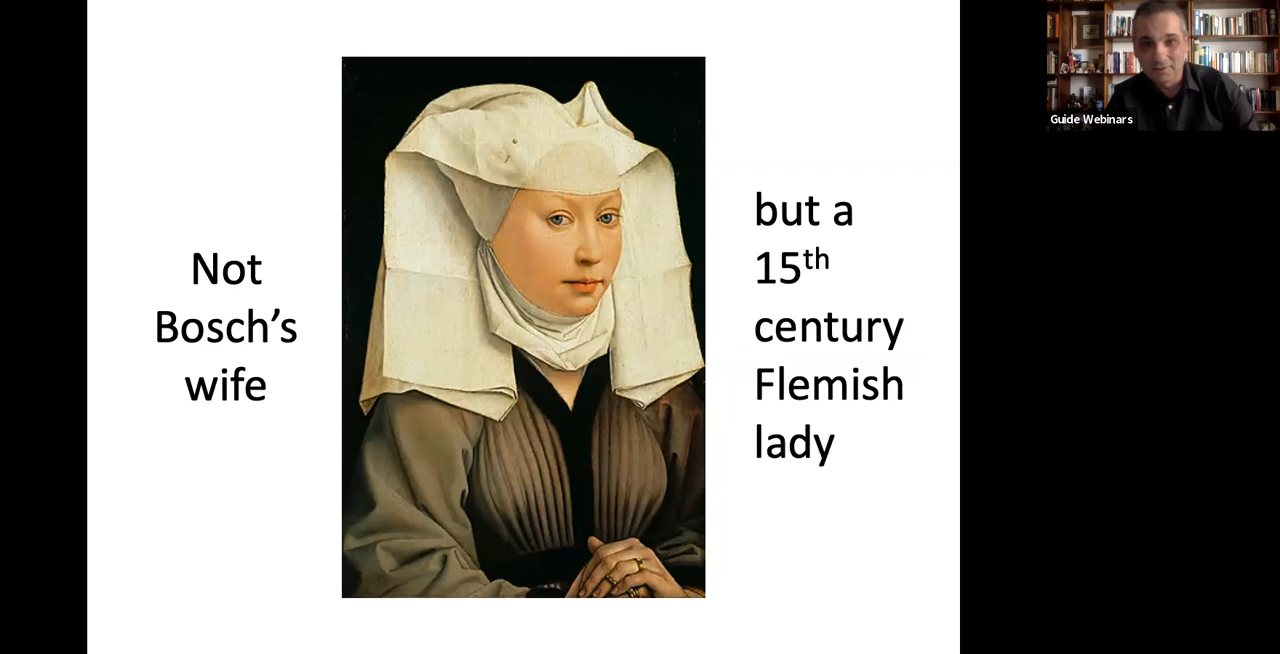 Not
Bosch’s
wife
but a
15th
century
Flemish
lady
Guide Webinars